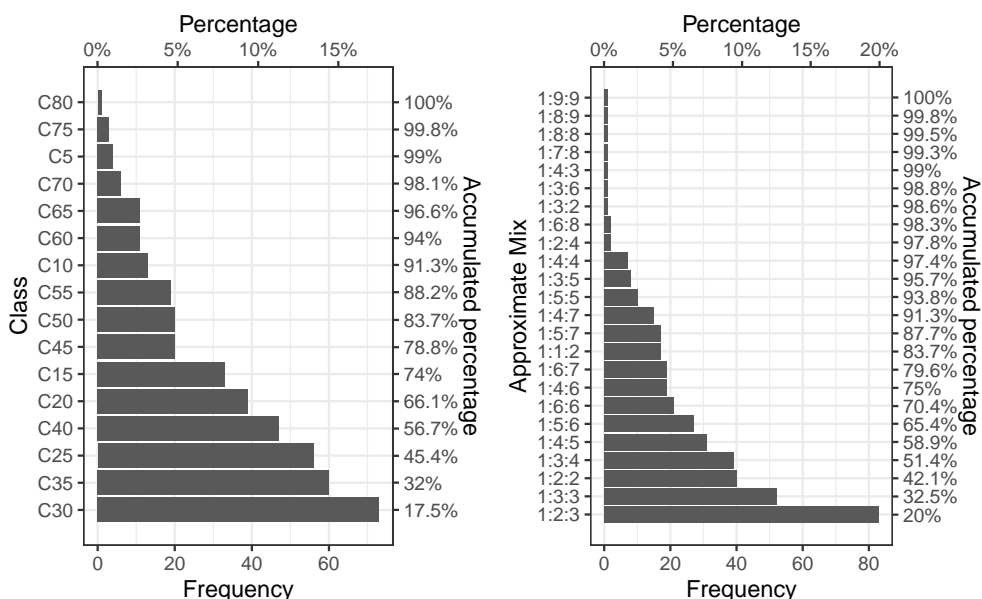 Percentage
0% 5% 10% 15%
C80 100%
C75 99.8%
C5 99%
C70 98.1%
C65 96.6%
C60 94%
C10 91.3%
C55 88.2%
C50 83.7%
C45 78.8%
C15 74%
C20 66.1%
C40 56.7%
C25 45.4%
C35 32%
C30 17.5%
0 20 40 60
Frequency
Class
Accumulated percentage
Percentage
0% 5% 10% 15% 20%
1:9:9 100%
1:8:9 99.8%
1:8:8 99.5%
1:7:8 99.3%
1:4:3 99%
1:3:6 98.8%
1:3:2 98.6%
1:6:8 98.3%
1:2:4 97.8%
1:4:4 97.4%
1:3:5 95.7%
1:5:5 93.8%
1:4:7 91.3%
1:5:7 87.7%
1:1:2 83.7%
1:6:7 79.6%
1:4:6 75%
1:6:6 70.4%
1:5:6 65.4%
1:4:5 58.9%
1:3:4 51.4%
1:2:2 42.1%
1:3:3 32.5%
1:2:3 20%
0 20 40 60 80
Frequency
Approximate Mix
Accumulated percentage